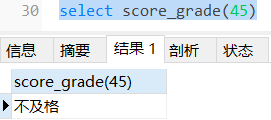 30 select score_grade(45)
信息 摘要 结果 1 剖析 状态
score_grade(45)
不及格